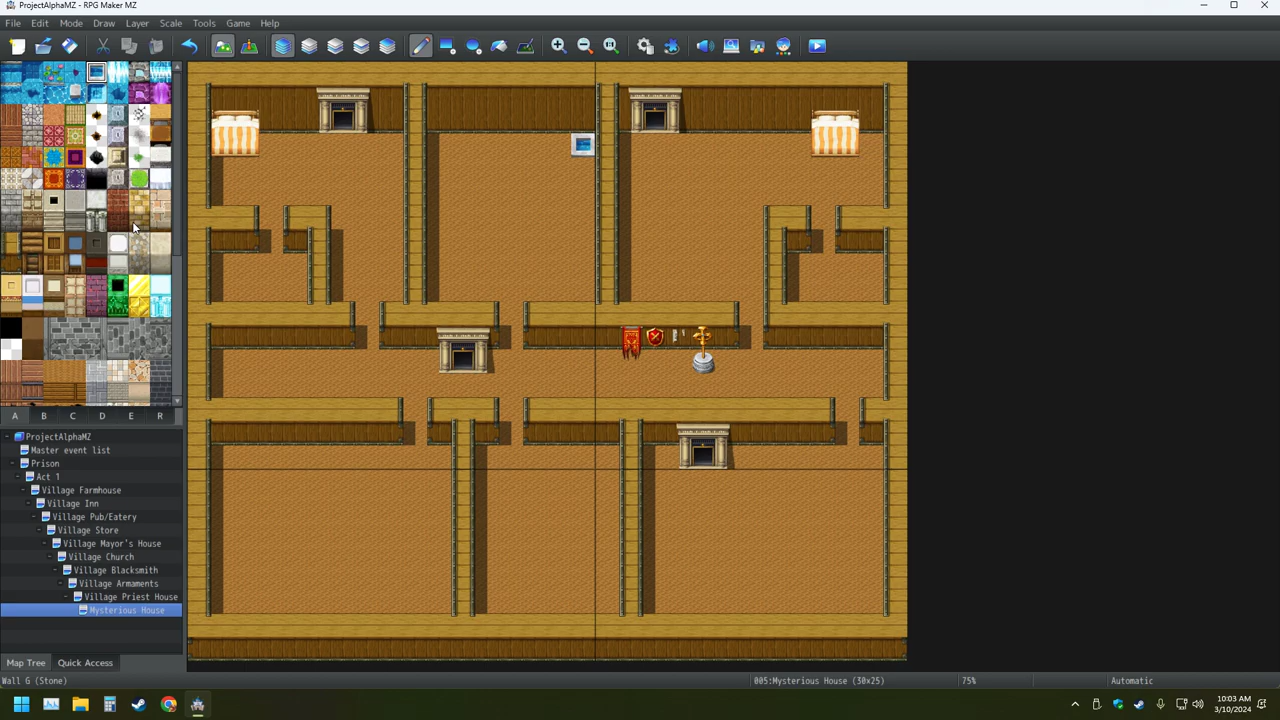 ProjectAlphaMZ - RPG Maker MZ
File Edit Mode Draw Layer Scale Tools Game Help
A B C D E R
ProjectAlphaMZ
Master event list
Prison
Act 1
Village Farmhouse
Village Inn
Village Pub/Eatery
Village Store
Village Mayor's House
Village Church
Village Blacksmith
Village Armaments
Village Priest House
Mysterious House
Map Tree Quick Access
Wall G (Stone) 005:Mysterious House (30x25) 75% Automatic
10:03 AM
3/10/2024